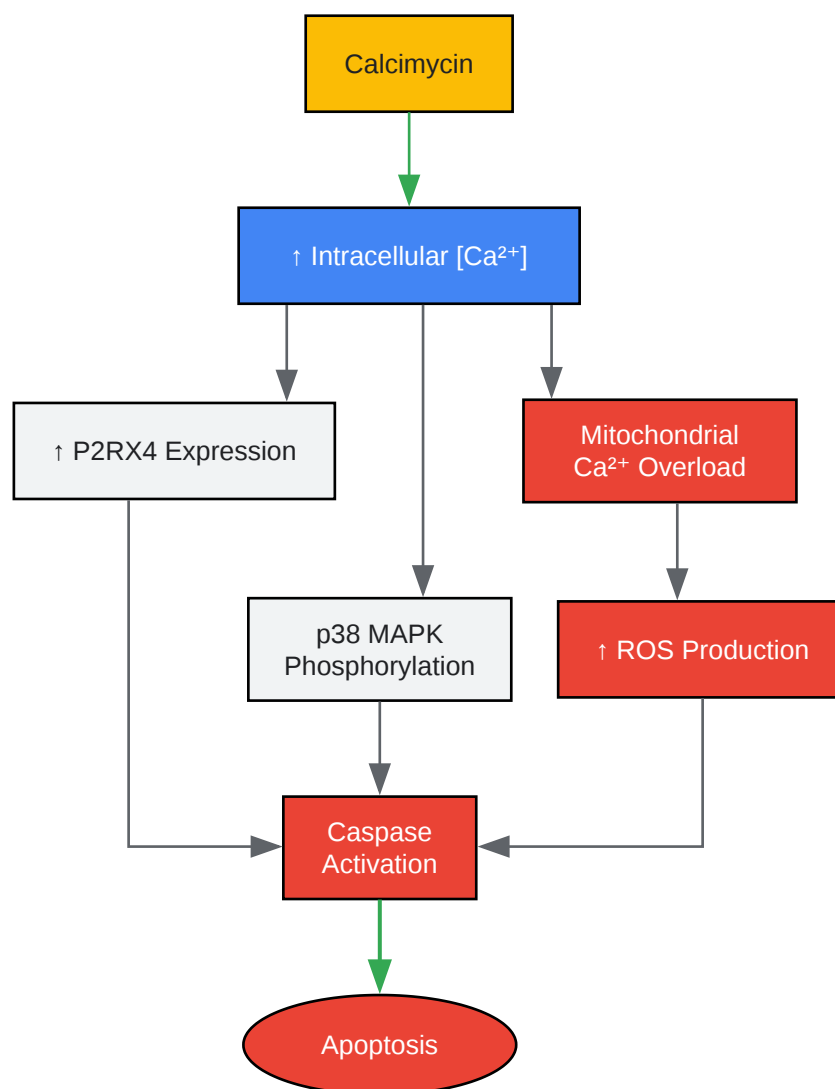 Calcimycin
↑ Intracellular [Ca²⁺]
↑ P2RX4 Expression
Mitochondrial
Ca²⁺ Overload
p38 MAPK
Phosphorylation
↑ ROS Production
Caspase
Activation
Apoptosis